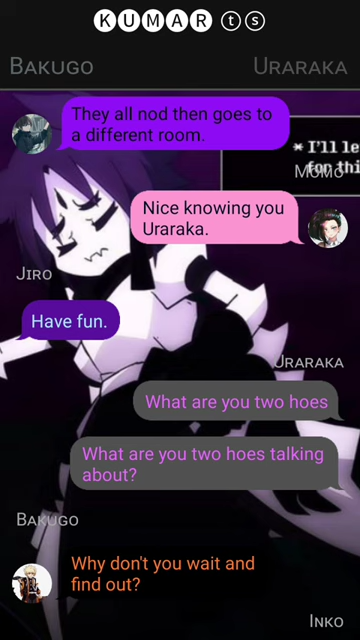 KUMAR ts
BAKUGO
URARAKA
They all nod then goes to
a different room.
* I'll le
for thi
MOMO
Nice knowing you
Uraraka.
JIRO
Have fun.
URARAKA
What are you two hoes
What are you two hoes talking
about?
BAKUGO
Why don't you wait and
find out?
INKO